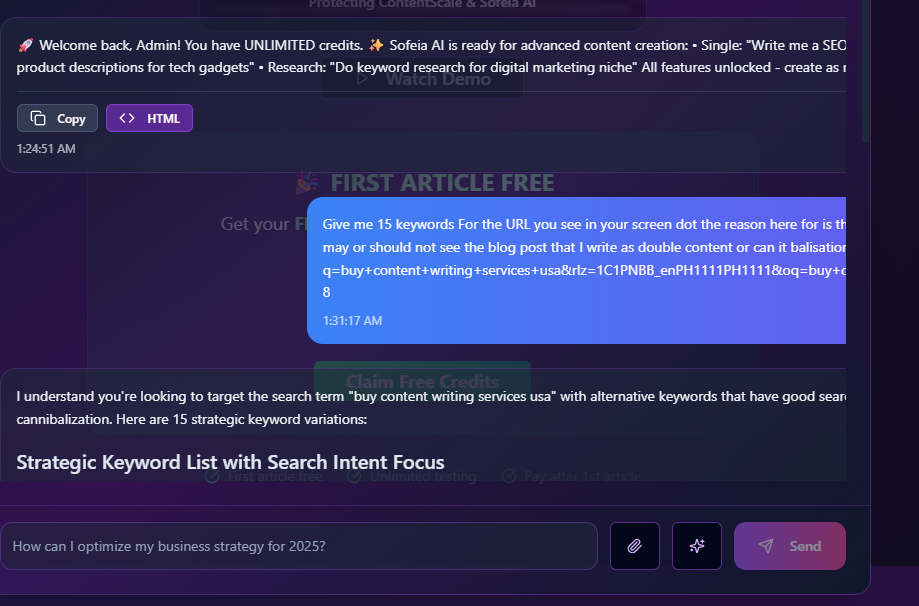 Protecting ContentScale & Sofeia AI
🚀 Welcome back, Admin! You have UNLIMITED credits. ✨ Sofeia AI is ready for advanced content creation: • Single: "Write me a SEO
product descriptions for tech gadgets" • Research: "Do keyword research for digital marketing niche" All features unlocked - create as
Watch Demo
Copy
HTML
1:24:51 AM
🎉 FIRST ARTICLE FREE
Get your
Give me 15 keywords For the URL you see in your screen dot the reason here for is
may or should not see the blog post that I write as double content or can it balisation
q=buy+content+writing+services+usa&rlz=1C1PNBB_enPH1111PH1111&oq=buy+
8
1:31:17 AM
Claim Free Credits
I understand you're looking to target the search term "buy content writing services usa" with alternative keywords that have good
cannibalization. Here are 15 strategic keyword variations:
Strategic Keyword List with Search Intent Focus
First article free
Unlimited testing
Pay after 1st article
How can I optimize my business strategy for 2025?
Send